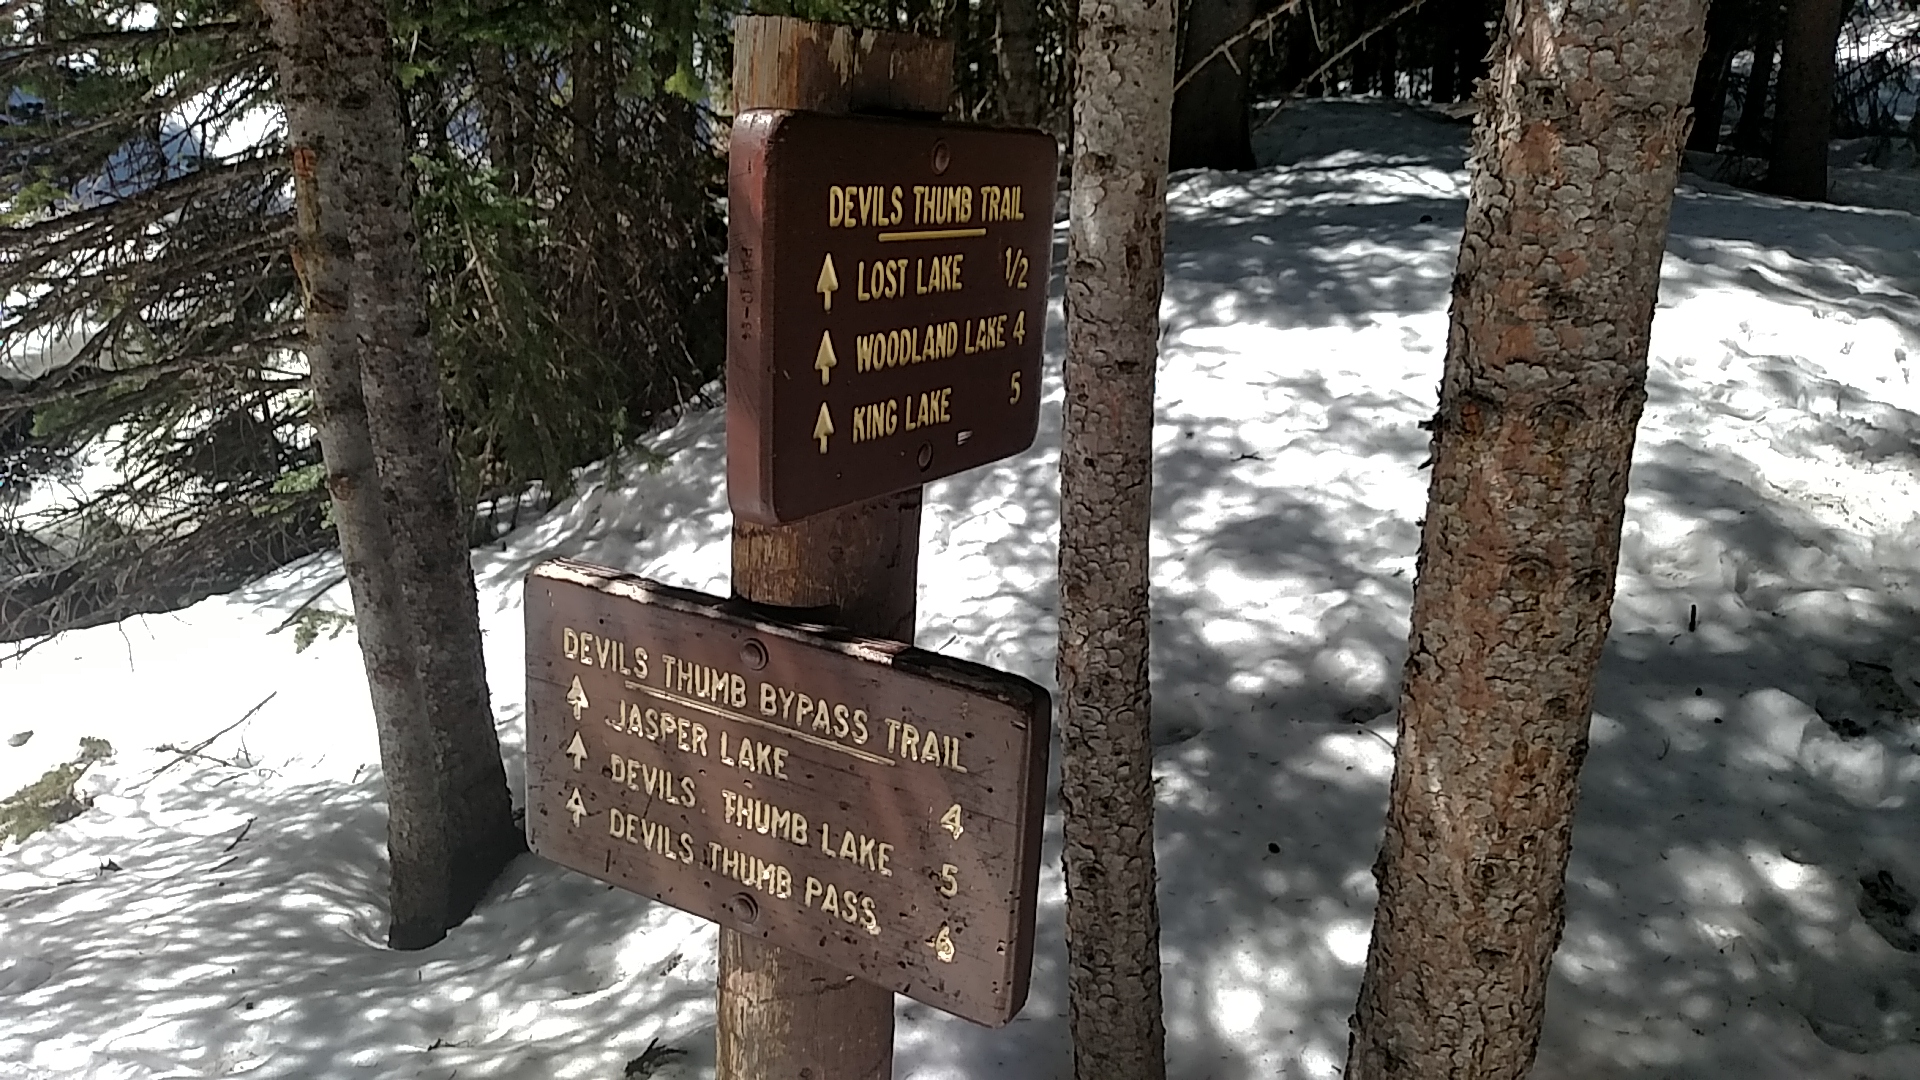 DEVILS THUMB TRAIL
LOST LAKE 1/2
WOODLAND LAKE 4
KING LAKE 5
DEVILS THUMB BYPASS TRAIL
JASPER LAKE 4
DEVILS THUMB LAKE 5
DEVILS THUMB PASS 6